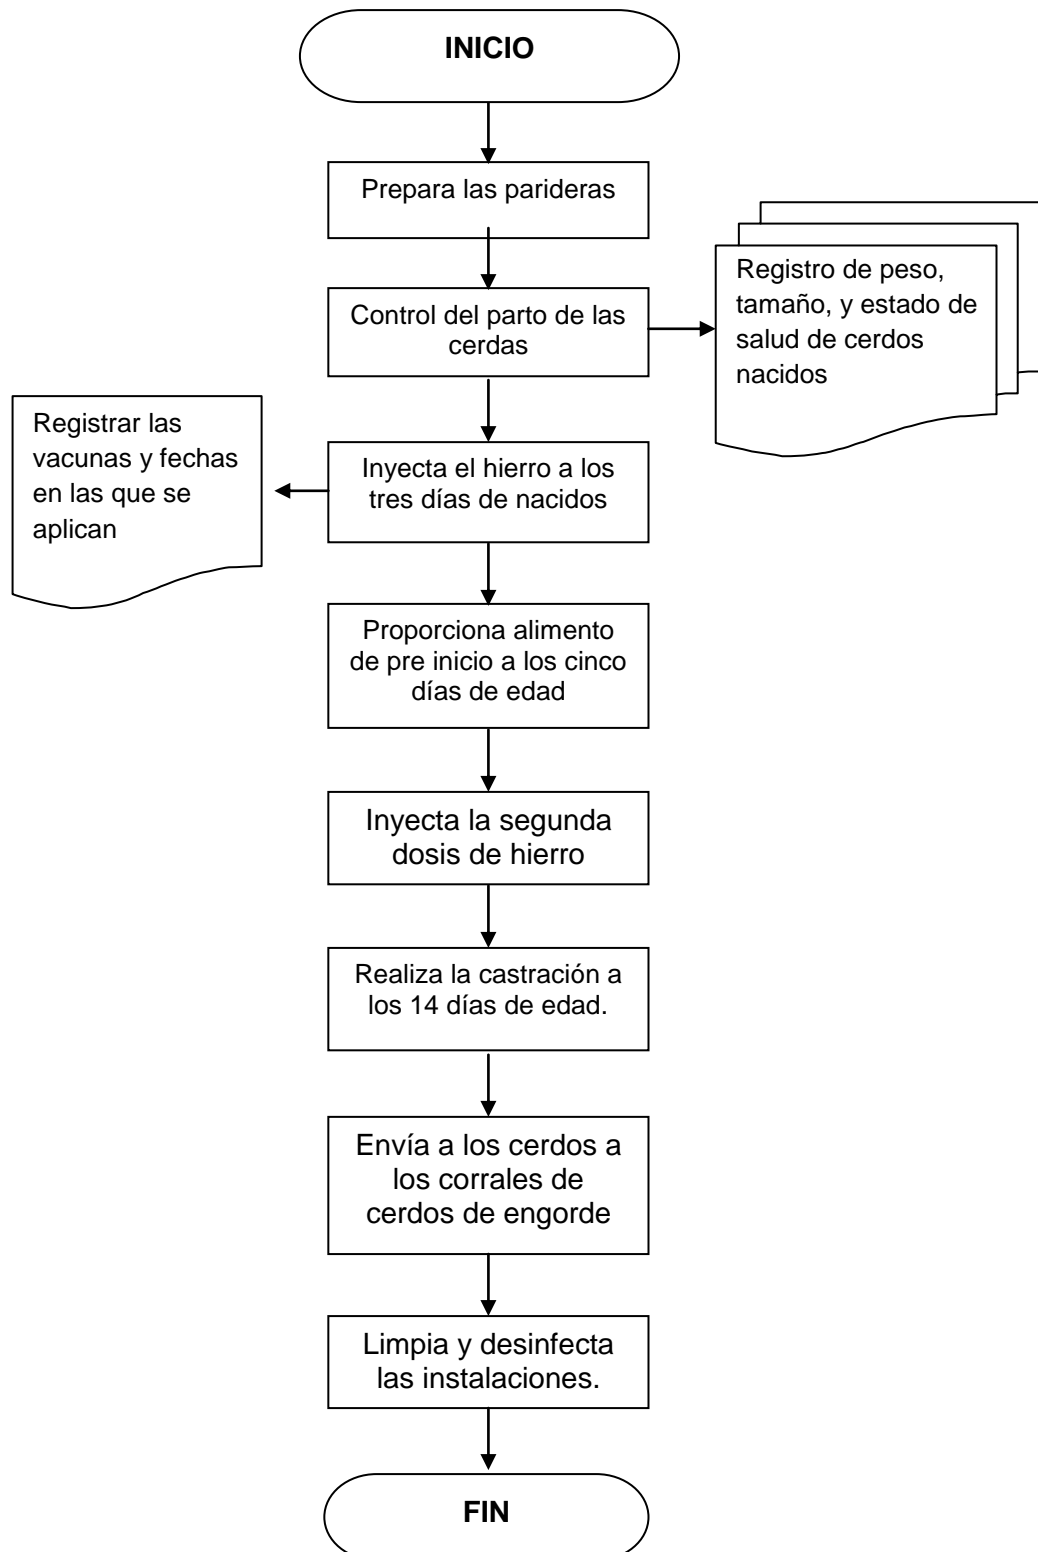 INICIO
Prepara las parideras
Control del parto de las
cerdas
Registro de peso,
tamaño, y estado de
salud de cerdos
nacidos
Inyecta el hierro a los
tres días de nacidos
Registrar las
vacunas y fechas
en las que se
aplican
Proporciona alimento
de pre inicio a los cinco
días de edad
Inyecta la segunda
dosis de hierro
Realiza la castración a
los 14 días de edad.
Envía a los cerdos a
los corrales de
cerdos de engorde
Limpia y desinfecta
las instalaciones.
FIN